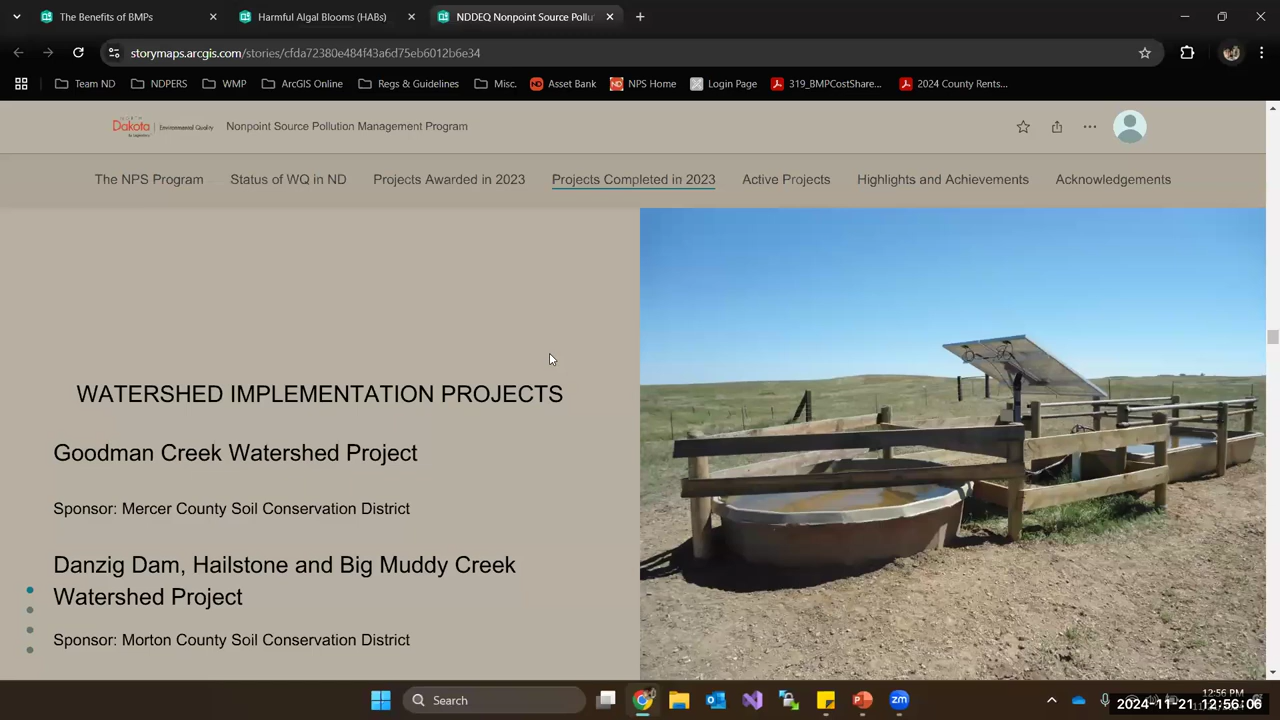 The Benefits of BMPs
Harmful Algal Blooms (HABs)
NDDEQ Nonpoint Source Pollu
storymaps.arcgis.com/stories/cfda72380e484f43a6d75eb6012b6e34
Team ND
NDPERS
WMP
ArcGIS Online
Regs & Guidelines
Misc.
Asset Bank
NPS Home
Login Page
319_BMPCostShare...
2024 County Rents...
Dakota | Environmental Quality
Nonpoint Source Pollution Management Program
The NPS Program
Status of WQ in ND
Projects Awarded in 2023
Projects Completed in 2023
Active Projects
Highlights and Achievements
Acknowledgements
WATERSHED IMPLEMENTATION PROJECTS
Goodman Creek Watershed Project
Sponsor: Mercer County Soil Conservation District
Danzig Dam, Hailstone and Big Muddy Creek
Watershed Project
Sponsor: Morton County Soil Conservation District
Search
12:56 PM
2024-11-21 12:56:06